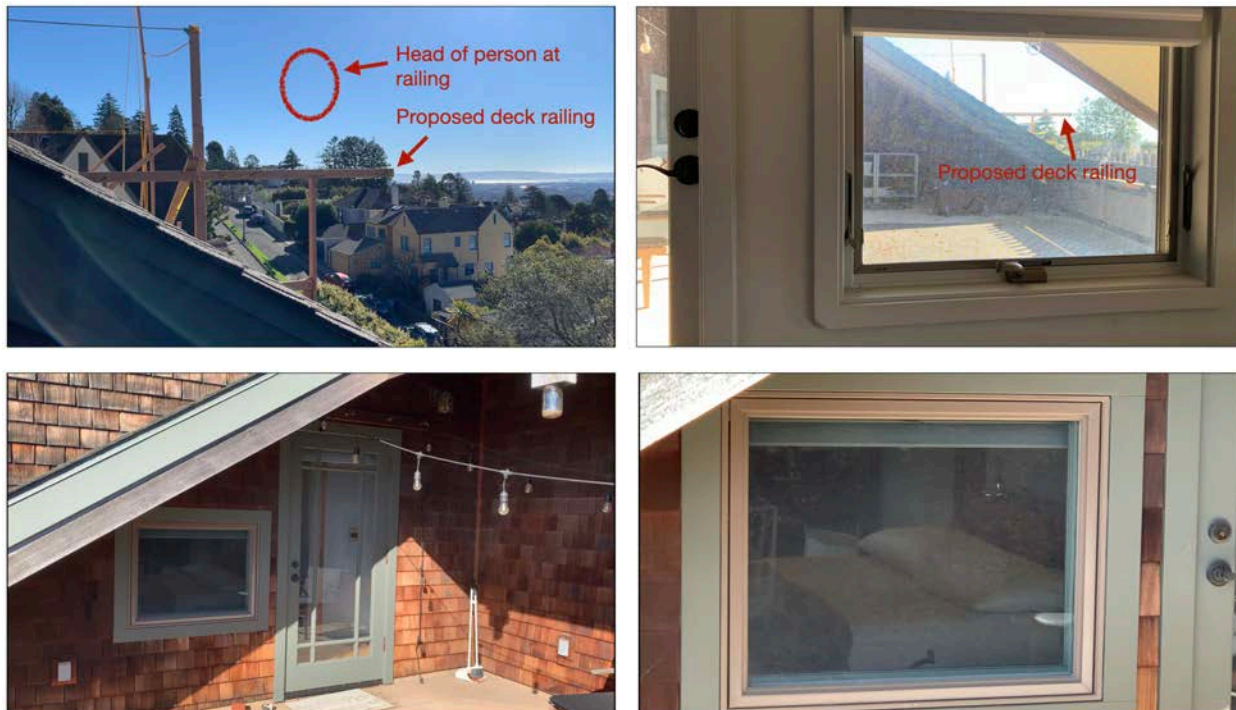 Head of person at
railing
Proposed deck railing
Proposed deck railing